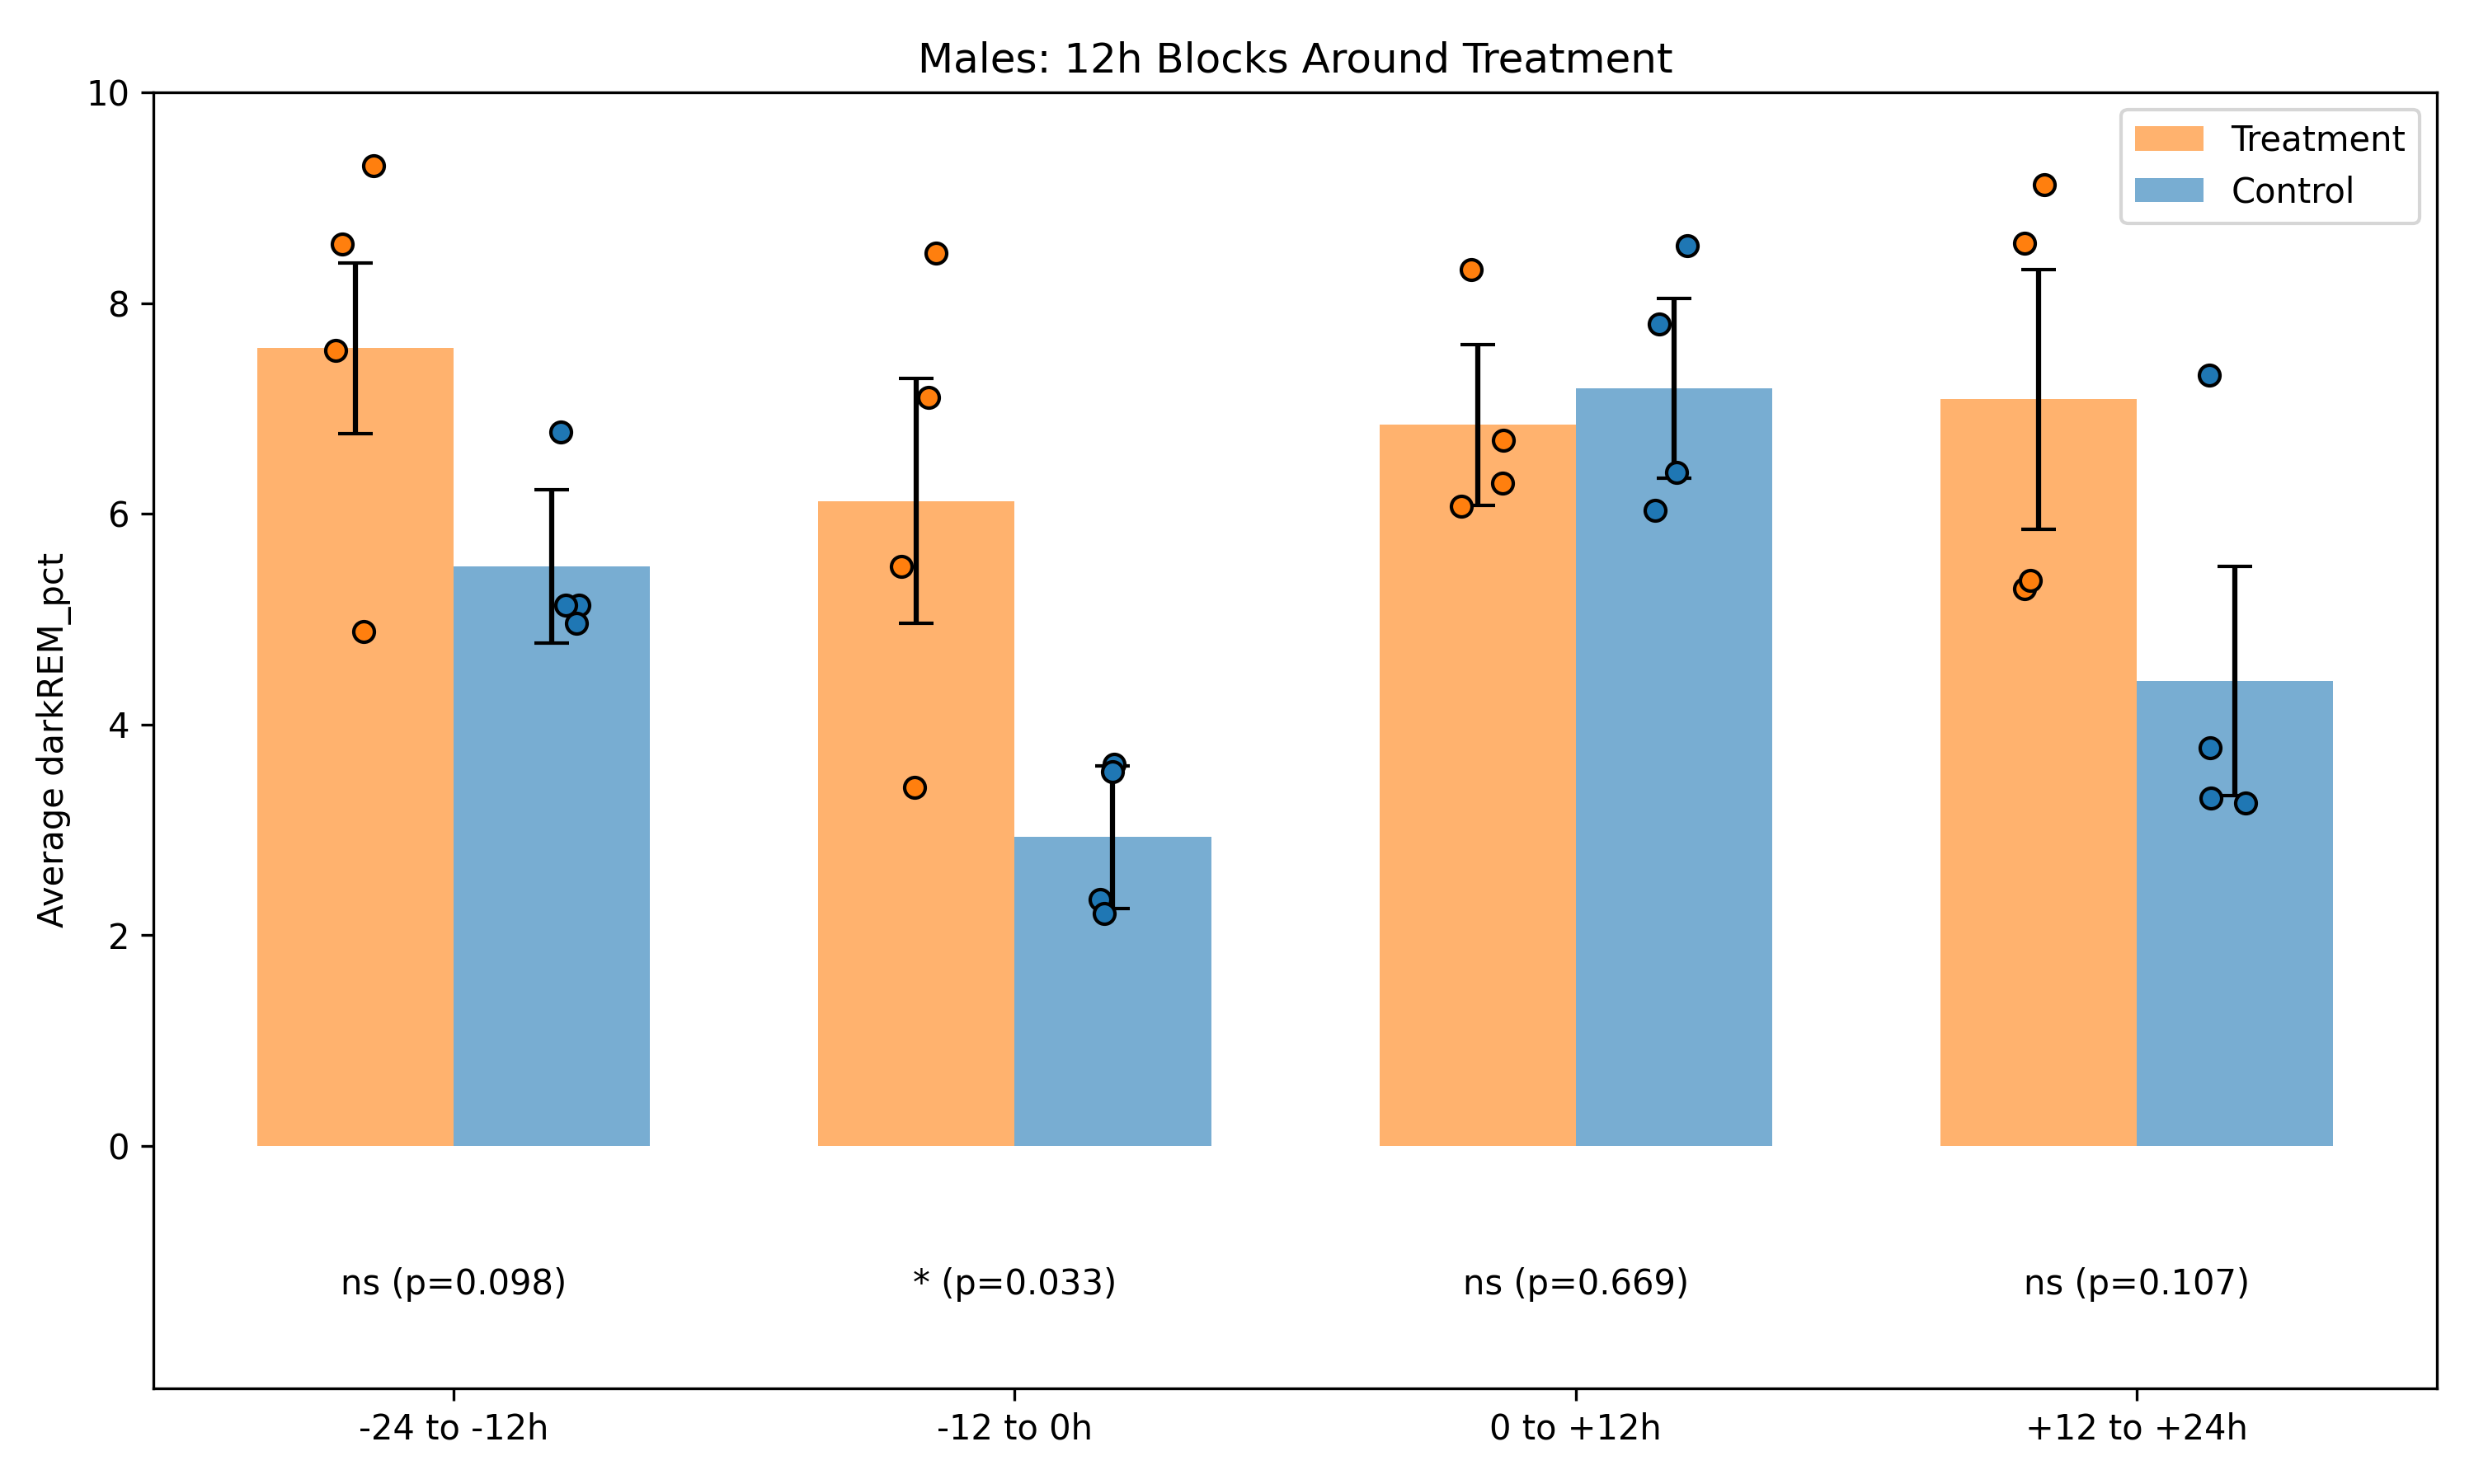 Males: 12h Blocks Around Treatment
10
8
6
4
2
0
Average darkREM_pct
Treatment
Control
ns (p=0.098)
* (p=0.033)
ns (p=0.669)
ns (p=0.107)
-24 to -12h
-12 to 0h
0 to +12h
+12 to +24h